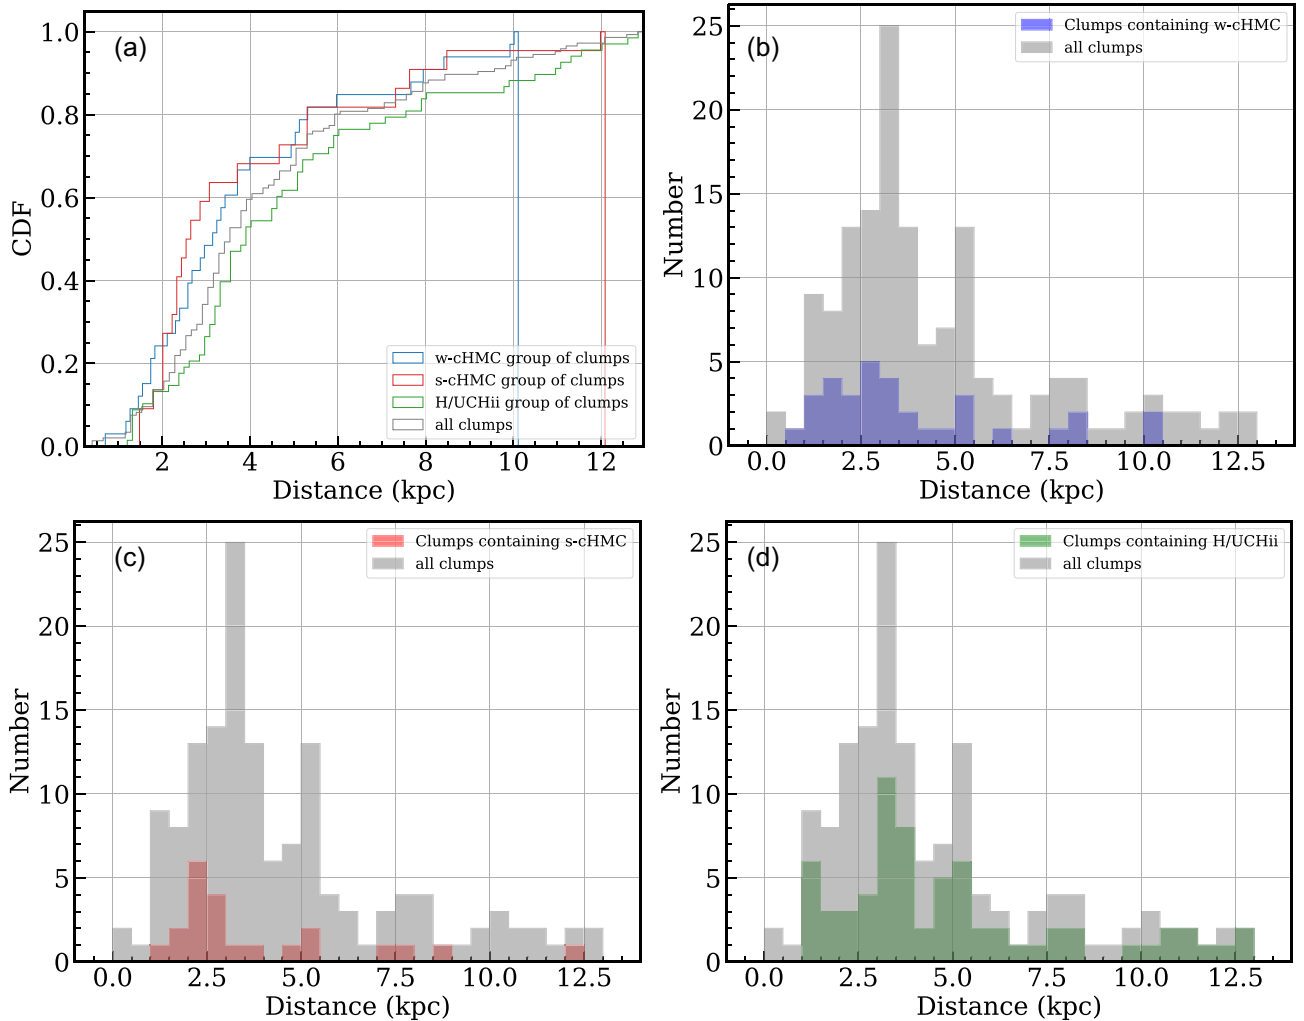 (a)
1.0
0.8
0.6
0.4
0.2
0.0
CDF
2 4 6 8 10 12
Distance (kpc)
w-cHMC group of clumps
s-cHMC group of clumps
H/UCHii group of clumps
all clumps
(b)
25
20
15
10
5
0
Number
0.0 2.5 5.0 7.5 10.0 12.5
Distance (kpc)
Clumps containing w-cHMC
all clumps
(c)
25
20
15
10
5
0
Number
0.0 2.5 5.0 7.5 10.0 12.5
Distance (kpc)
Clumps containing s-cHMC
all clumps
(d)
25
20
15
10
5
0
Number
0.0 2.5 5.0 7.5 10.0 12.5
Distance (kpc)
Clumps containing H/UCHii
all clumps